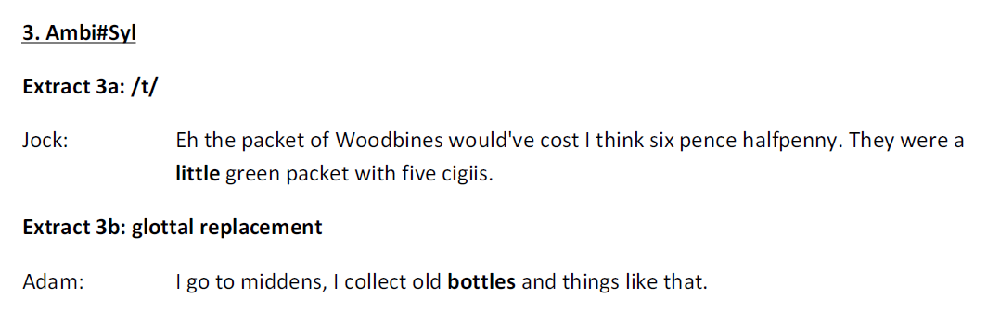 3. Ambi#Syl
Extract 3a: /t/
Jock: Eh the packet of Woodbines would've cost I think six pence halfpenny. They were a
little green packet with five cigiis.
Extract 3b: glottal replacement
Adam: I go to middens, I collect old bottles and things like that.